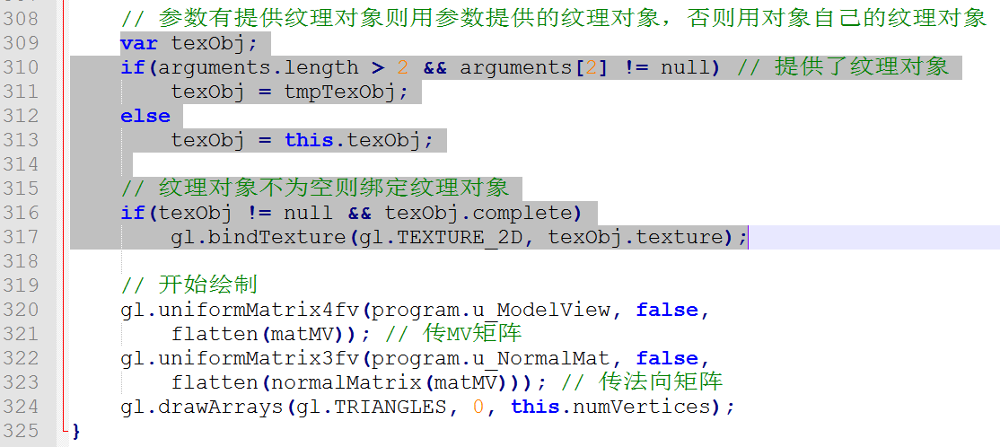 308 // 参数有提供纹理对象则用参数提供的纹理对象，否则用对象自己的纹理对象
309 var texObj;
310 if(arguments.length > 2 && arguments[2] != null) // 提供了纹理对象
311 texObj = tmpTexObj;
312 else
313 texObj = this.texObj;
314
315 // 纹理对象不为空则绑定纹理对象
316 if(texObj != null && texObj.complete)
317 gl.bindTexture(gl.TEXTURE_2D, texObj.texture);
318
319 // 开始绘制
320 gl.uniformMatrix4fv(program.u_ModelView, false,
321 flatten(matMV)); // 传MV矩阵
322 gl.uniformMatrix3fv(program.u_NormalMat, false,
323 flatten(normalMatrix(matMV))); // 传法向矩阵
324 gl.drawArrays(gl.TRIANGLES, 0, this.numVertices);
325 }